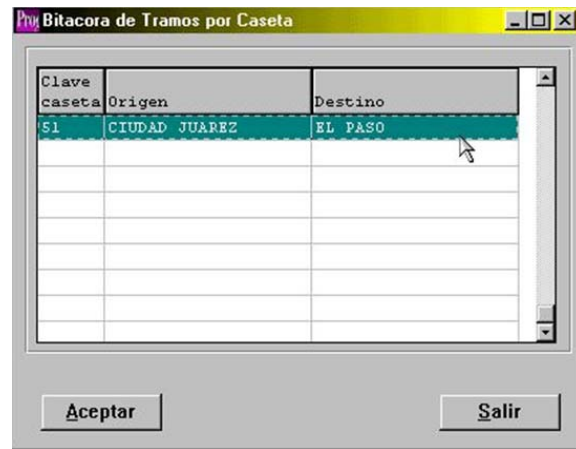 Bitacora de Tramos por Caseta
Clave
caseta Origen Destino
51 CIUDAD JUAREZ EL PASO
Aceptar Salir